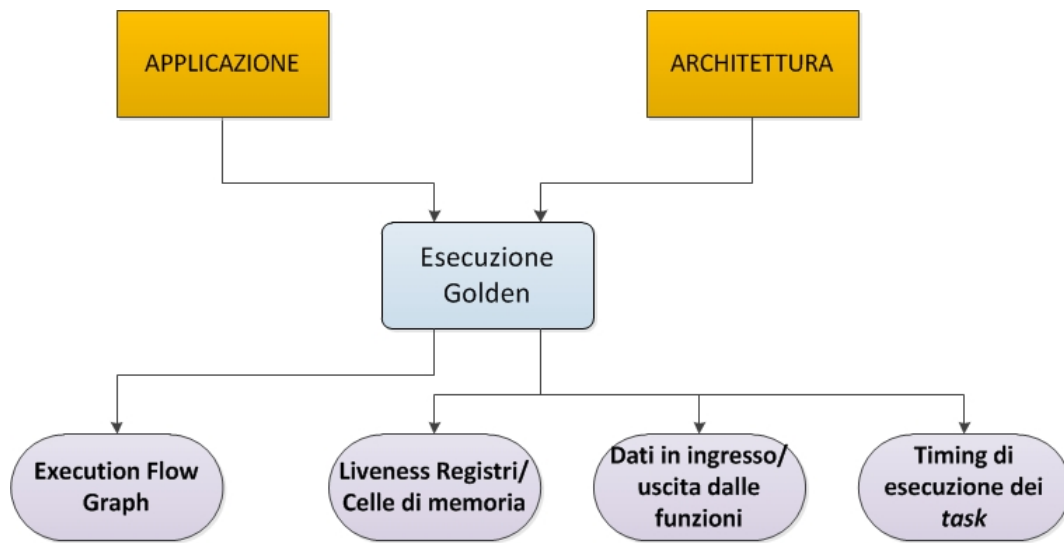 APPLICAZIONE
ARCHITETTURA
Esecuzione
Golden
Execution Flow
Graph
Liveness Registri/
Celle di memoria
Dati in ingresso/
uscita dalle
funzioni
Timing di
esecuzione dei
task